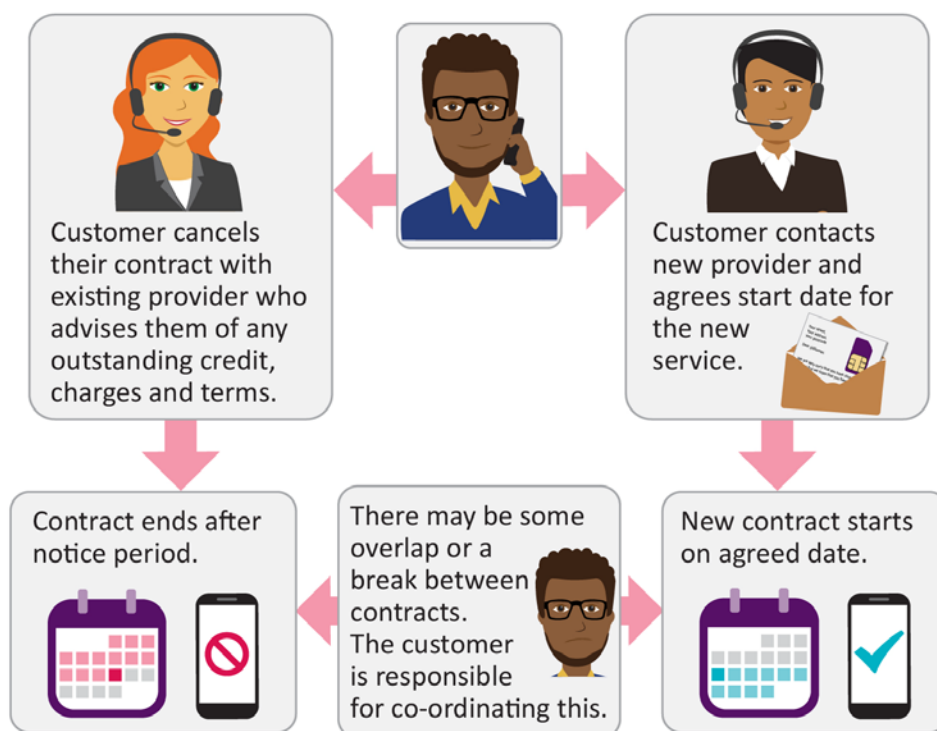 Customer cancels
their contract with
existing provider who
advises them of any
outstanding credit,
charges and terms.
Customer contacts
new provider and
agrees start date for
the new
service.
Contract ends after
notice period.
There may be some
overlap or a
break between
contracts.
The customer
is responsible
for co-ordinating this.
New contract starts
on agreed date.